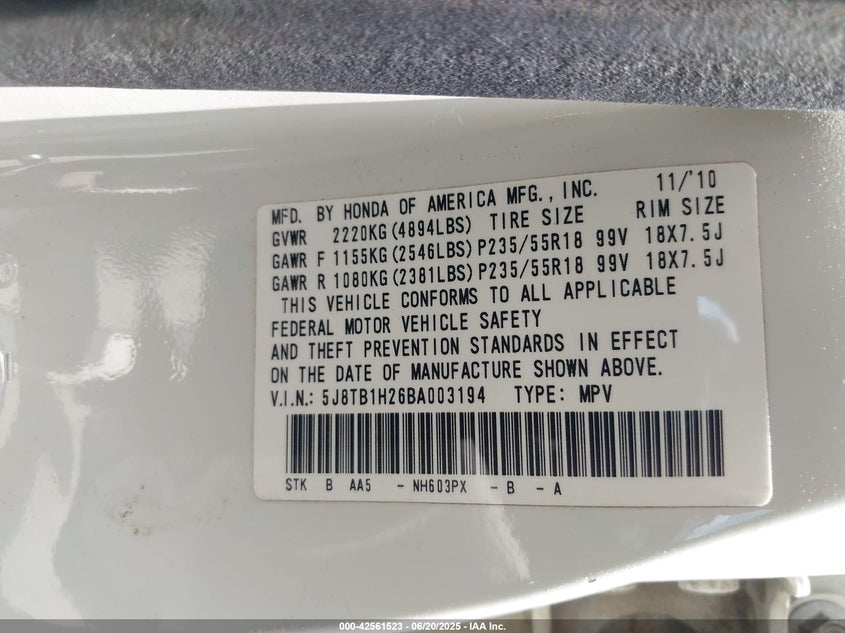 MFD. BY HONDA OF AMERICA MFG., INC. 11/'10
GVWR 2220KG (4894LBS) TIRE SIZE RIM SIZE
GAWR F 1155KG (2546LBS) P235/55R18 99V 18X7.5J
GAWR R 1080KG (2381LBS) P235/55R18 99V 18X7.5J
THIS VEHICLE CONFORMS TO ALL APPLICABLE
FEDERAL MOTOR VEHICLE SAFETY
AND THEFT PREVENTION STANDARDS IN EFFECT
ON THE DATE OF MANUFACTURE SHOWN ABOVE.
V.I.N.: 5J8TB1H26BA003194 TYPE: MPV
STK B AA5 - NH603PX - B - A
000-42561523 - 06/20/2025 - IAA Inc.